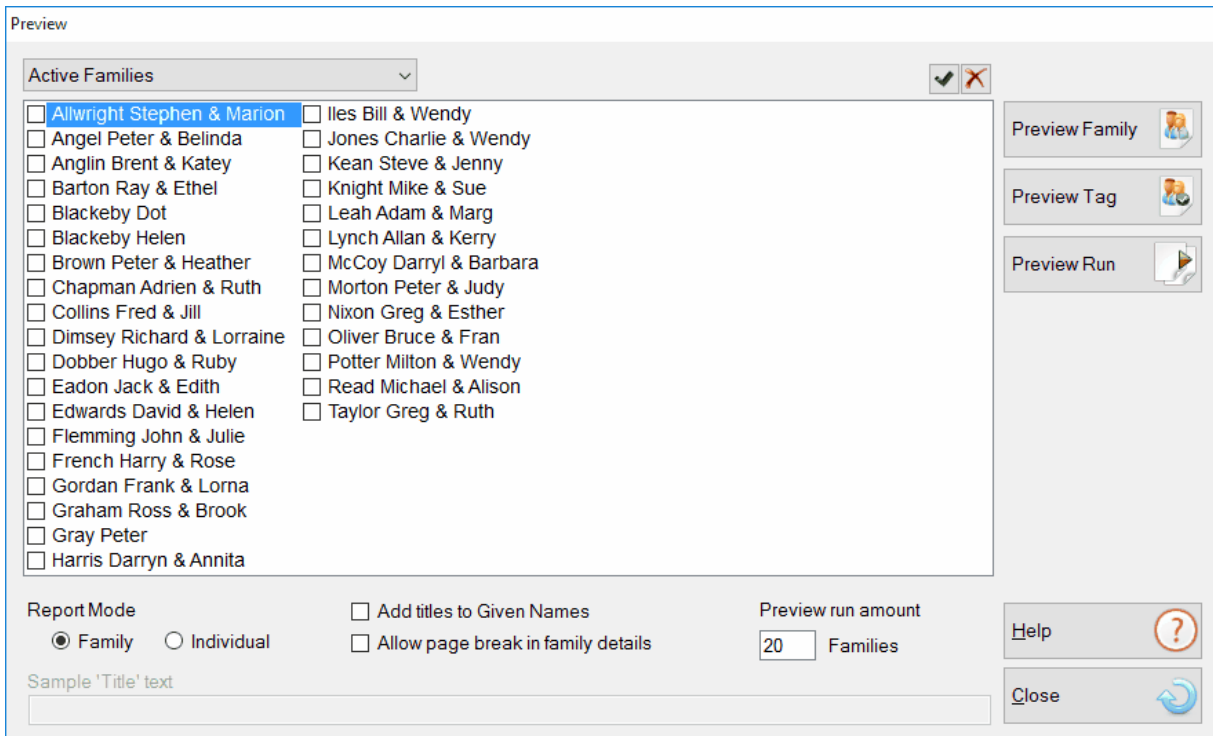 Preview
Active Families
Allwright Stephen & Marion
Angel Peter & Belinda
Anglin Brent & Katey
Barton Ray & Ethel
Blackeby Dot
Blackeby Helen
Brown Peter & Heather
Chapman Adrien & Ruth
Collins Fred & Jill
Dimsey Richard & Lorraine
Dobber Hugo & Ruby
Eadon Jack & Edith
Edwards David & Helen
Flemming John & Julie
French Harry & Rose
Gordan Frank & Lorna
Graham Ross & Brook
Gray Peter
Harris Darryn & Annita
Iles Bill & Wendy
Jones Charlie & Wendy
Kean Steve & Jenny
Knight Mike & Sue
Leah Adam & Marg
Lynch Allan & Kerry
McCoy Darryl & Barbara
Morton Peter & Judy
Nixon Greg & Esther
Oliver Bruce & Fran
Potter Milton & Wendy
Read Michael & Alison
Taylor Greg & Ruth
Preview Family
Preview Tag
Preview Run
Report Mode
Family Individual
Add titles to Given Names
Allow page break in family details
Preview run amount
20 Families
Sample 'Title' text
Help ?
Close